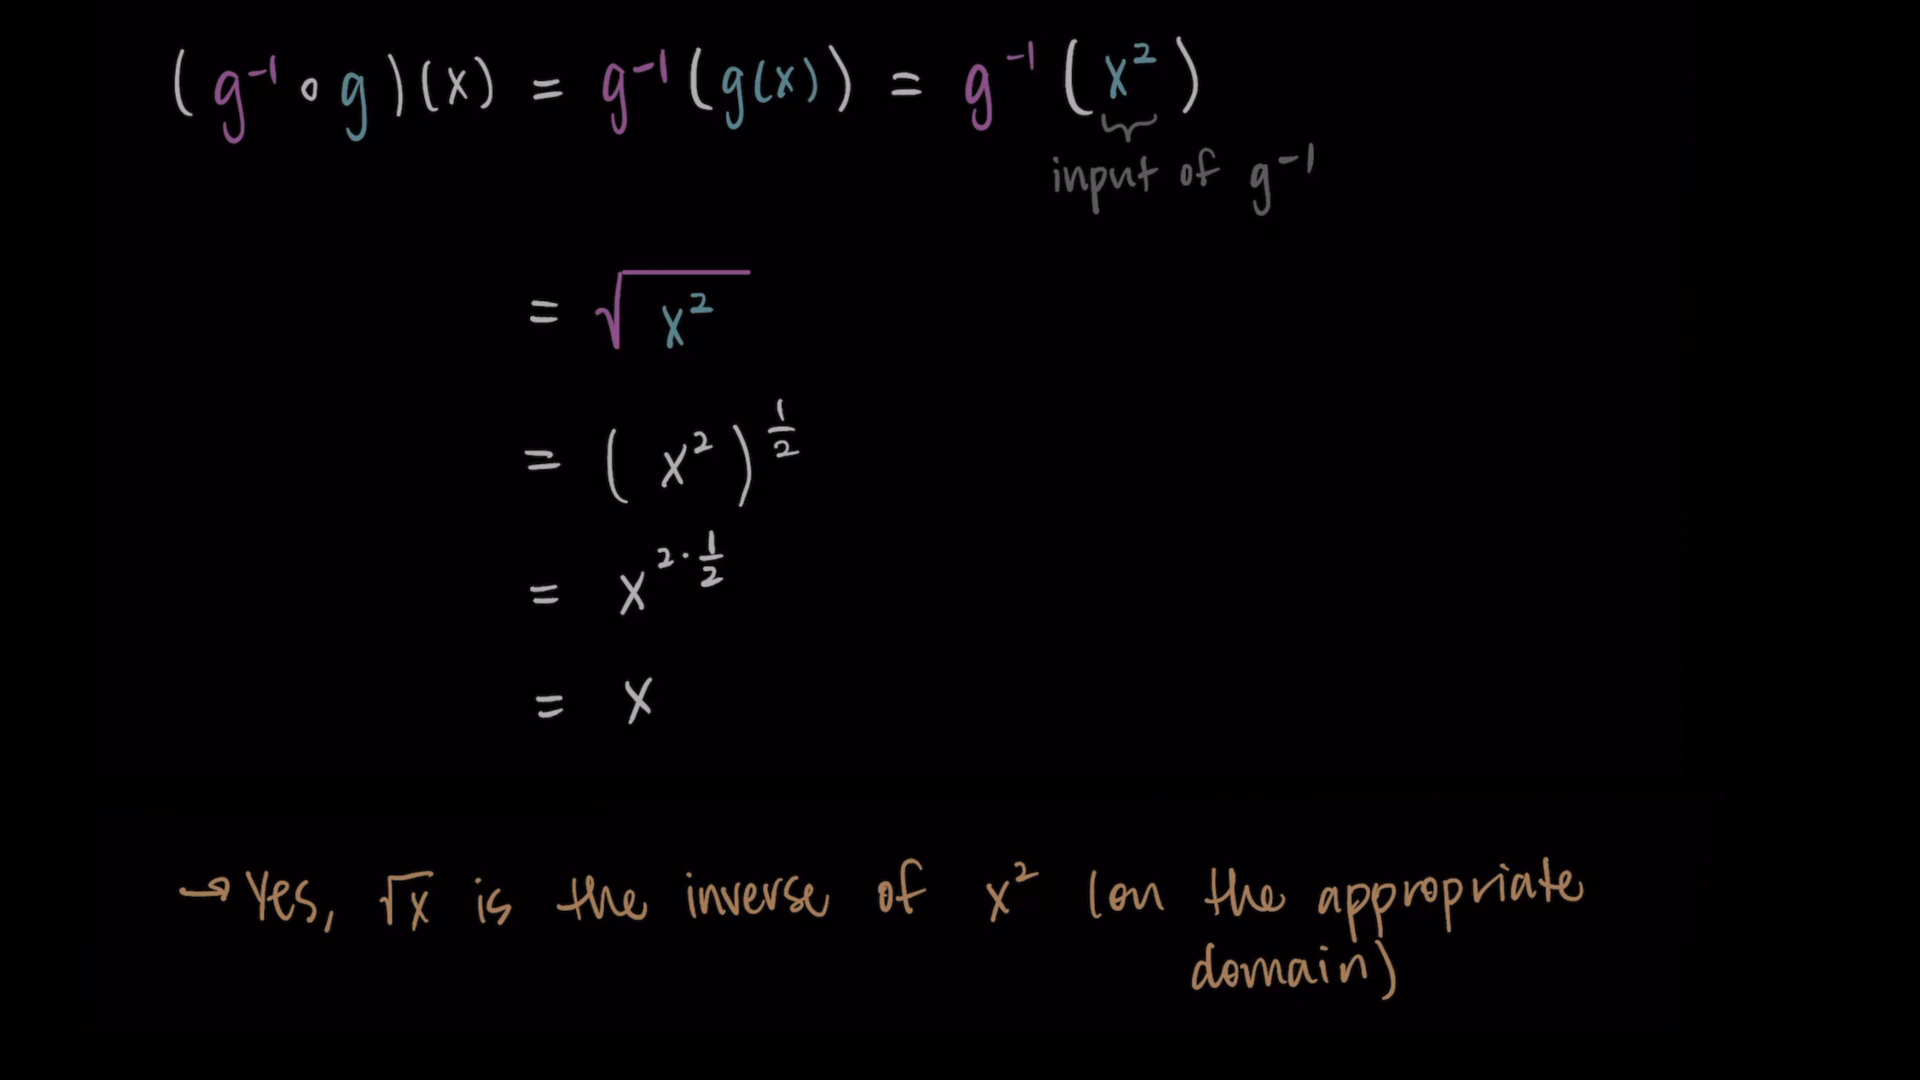 (g⁻¹ ∘ g)(x) = g⁻¹(g(x)) = g⁻¹(x²)
input of g⁻¹
= √x²
= (x²)^(1/2)
= x^(2·1/2)
= x
→ Yes, √x is the inverse of x² (on the appropriate
domain)